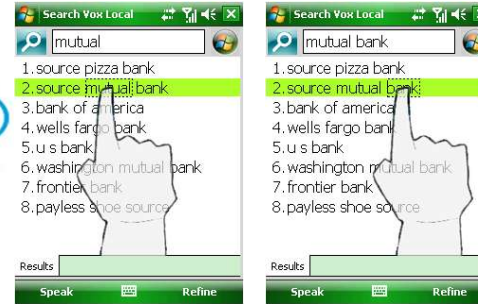 Search Vox Local
mutual
1. source pizza bank
2. source mutual bank
3. bank of america
4. wells fargo bank
5. u s bank
6. washington mutual bank
7. frontier bank
8. payless shoe source
Results
Speak Refine
Search Vox Local
mutual bank
1. source pizza bank
2. source mutual bank
3. bank of america
4. wells fargo bank
5. u s bank
6. washington mutual bank
7. frontier bank
8. payless shoe source
Results
Speak Refine